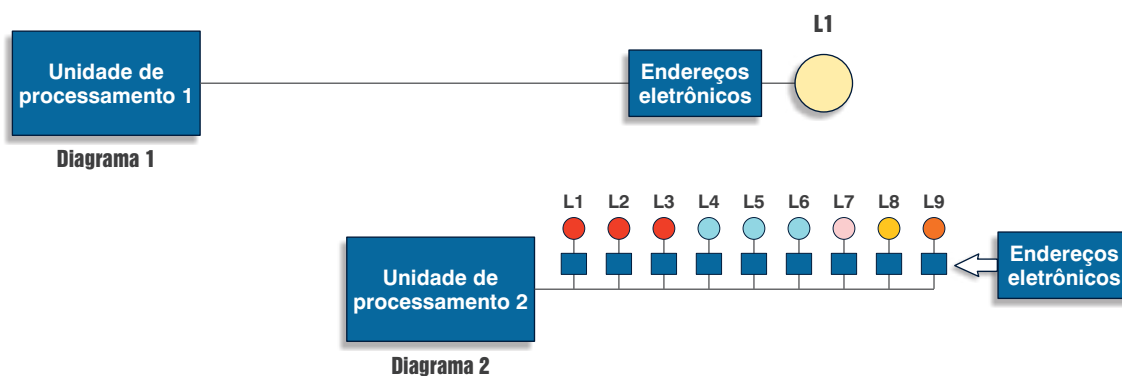 L1
Unidade de
processamento 1
Endereços
eletrônicos
Diagrama 1
L1 L2 L3 L4 L5 L6 L7 L8 L9
Unidade de
processamento 2
Endereços
eletrônicos
Diagrama 2